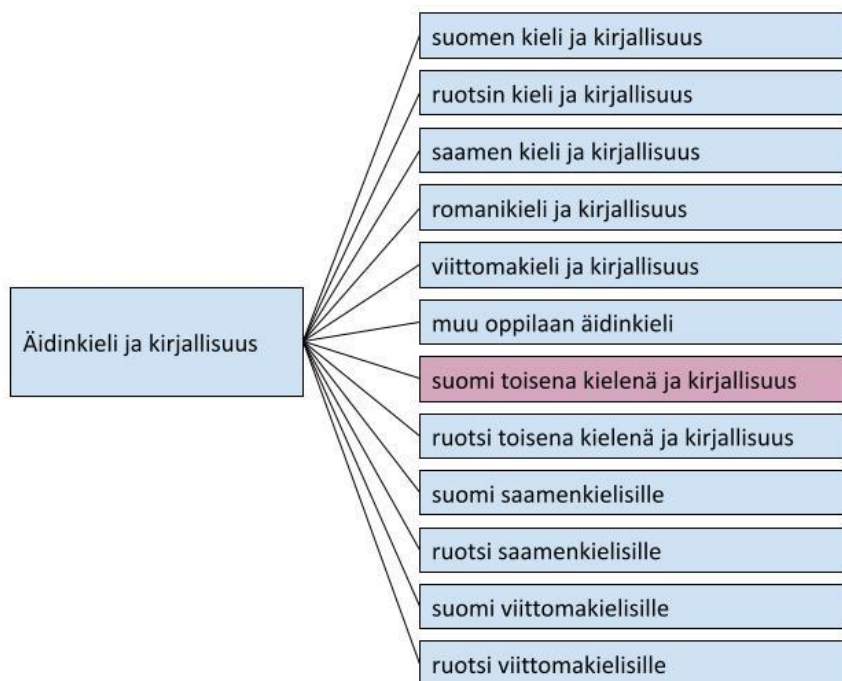 suomen kieli ja kirjallisuus
ruotsin kieli ja kirjallisuus
saamen kieli ja kirjallisuus
romanikieli ja kirjallisuus
viittomakieli ja kirjallisuus
Äidinkieli ja kirjallisuus
muu oppilaan äidinkieli
suomi toisena kielenä ja kirjallisuus
ruotsi toisena kielenä ja kirjallisuus
suomi saamenkielisille
ruotsi saamenkielisille
suomi viittomakielisille
ruotsi viittomakielisille